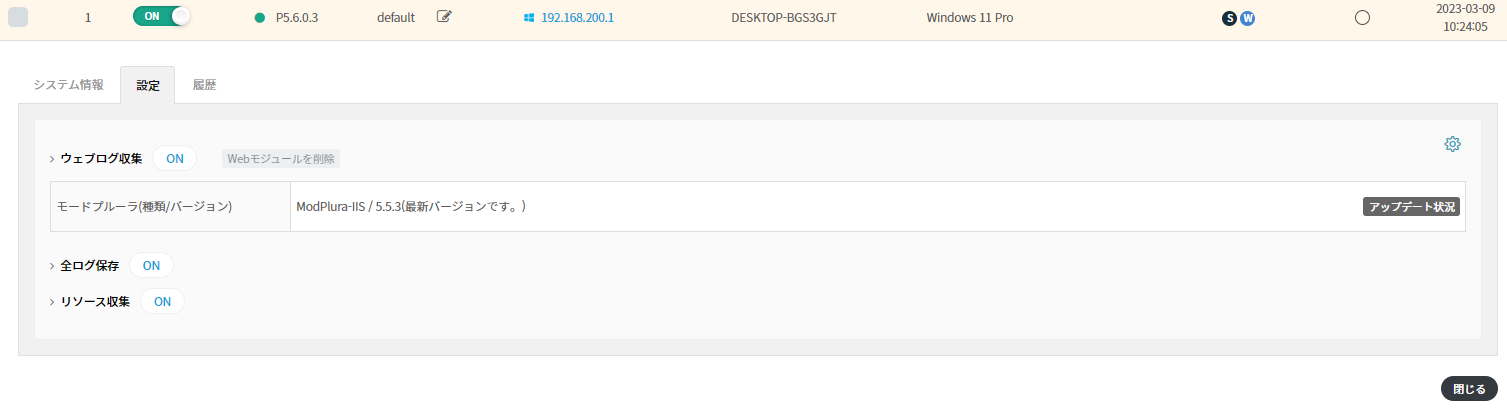 1 ON P5.6.0.3 default 192.168.200.1 DESKTOP-BGS3GJT Windows 11 Pro S W 2023-03-09
10:24:05
システム情報 設定 履歴
ウェブログ収集 ON Webモジュールを削除
モードプルーラ(種類/バージョン) ModPlura-IIS / 5.5.3(最新バージョンです。) アップデート状況
全ログ保存 ON
リソース収集 ON
閉じる